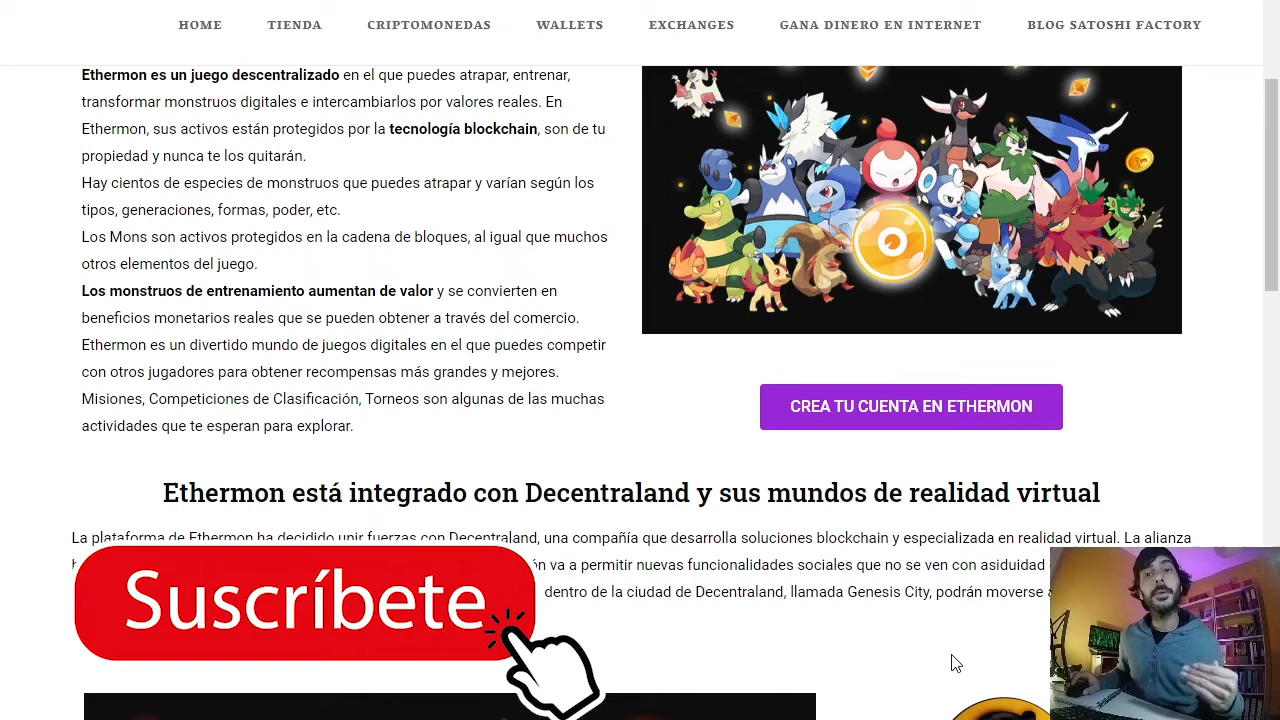 HOME TIENDA CRIPTOMONEDAS WALLETS EXCHANGES GANA DINERO EN INTERNET BLOG SATOSHI FACTORY
Ethermon es un juego descentralizado en el que puedes atrapar, entrenar,
transformar monstruos digitales e intercambiarlos por valores reales. En
Ethermon, sus activos están protegidos por la tecnología blockchain, son de tu
propiedad y nunca te los quitarán.
Hay cientos de especies de monstruos que puedes atrapar y varían según los
tipos, generaciones, formas, poder, etc.
Los Mons son activos protegidos en la cadena de bloques, al igual que muchos
otros elementos del juego.
Los monstruos de entrenamiento aumentan de valor y se convierten en
beneficios monetarios reales que se pueden obtener a través del comercio.
Ethermon es un divertido mundo de juegos digitales en el que puedes competir
con otros jugadores para obtener recompensas más grandes y mejores.
Misiones, Competiciones de Clasificación, Torneos son algunas de las muchas
actividades que te esperan para explorar.
CREA TU CUENTA EN ETHERMON
Ethermon está integrado con Decentraland y sus mundos de realidad virtual
La plataforma de Ethermon ha decidido unir fuerzas con Decentraland, una compañía que desarrolla soluciones blockchain y especializada en realidad virtual. La alianza
va a permitir nuevas funcionalidades sociales que no se ven con asiduidad
dentro de la ciudad de Decentraland, llamada Genesis City, podrán moverse
Suscríbete